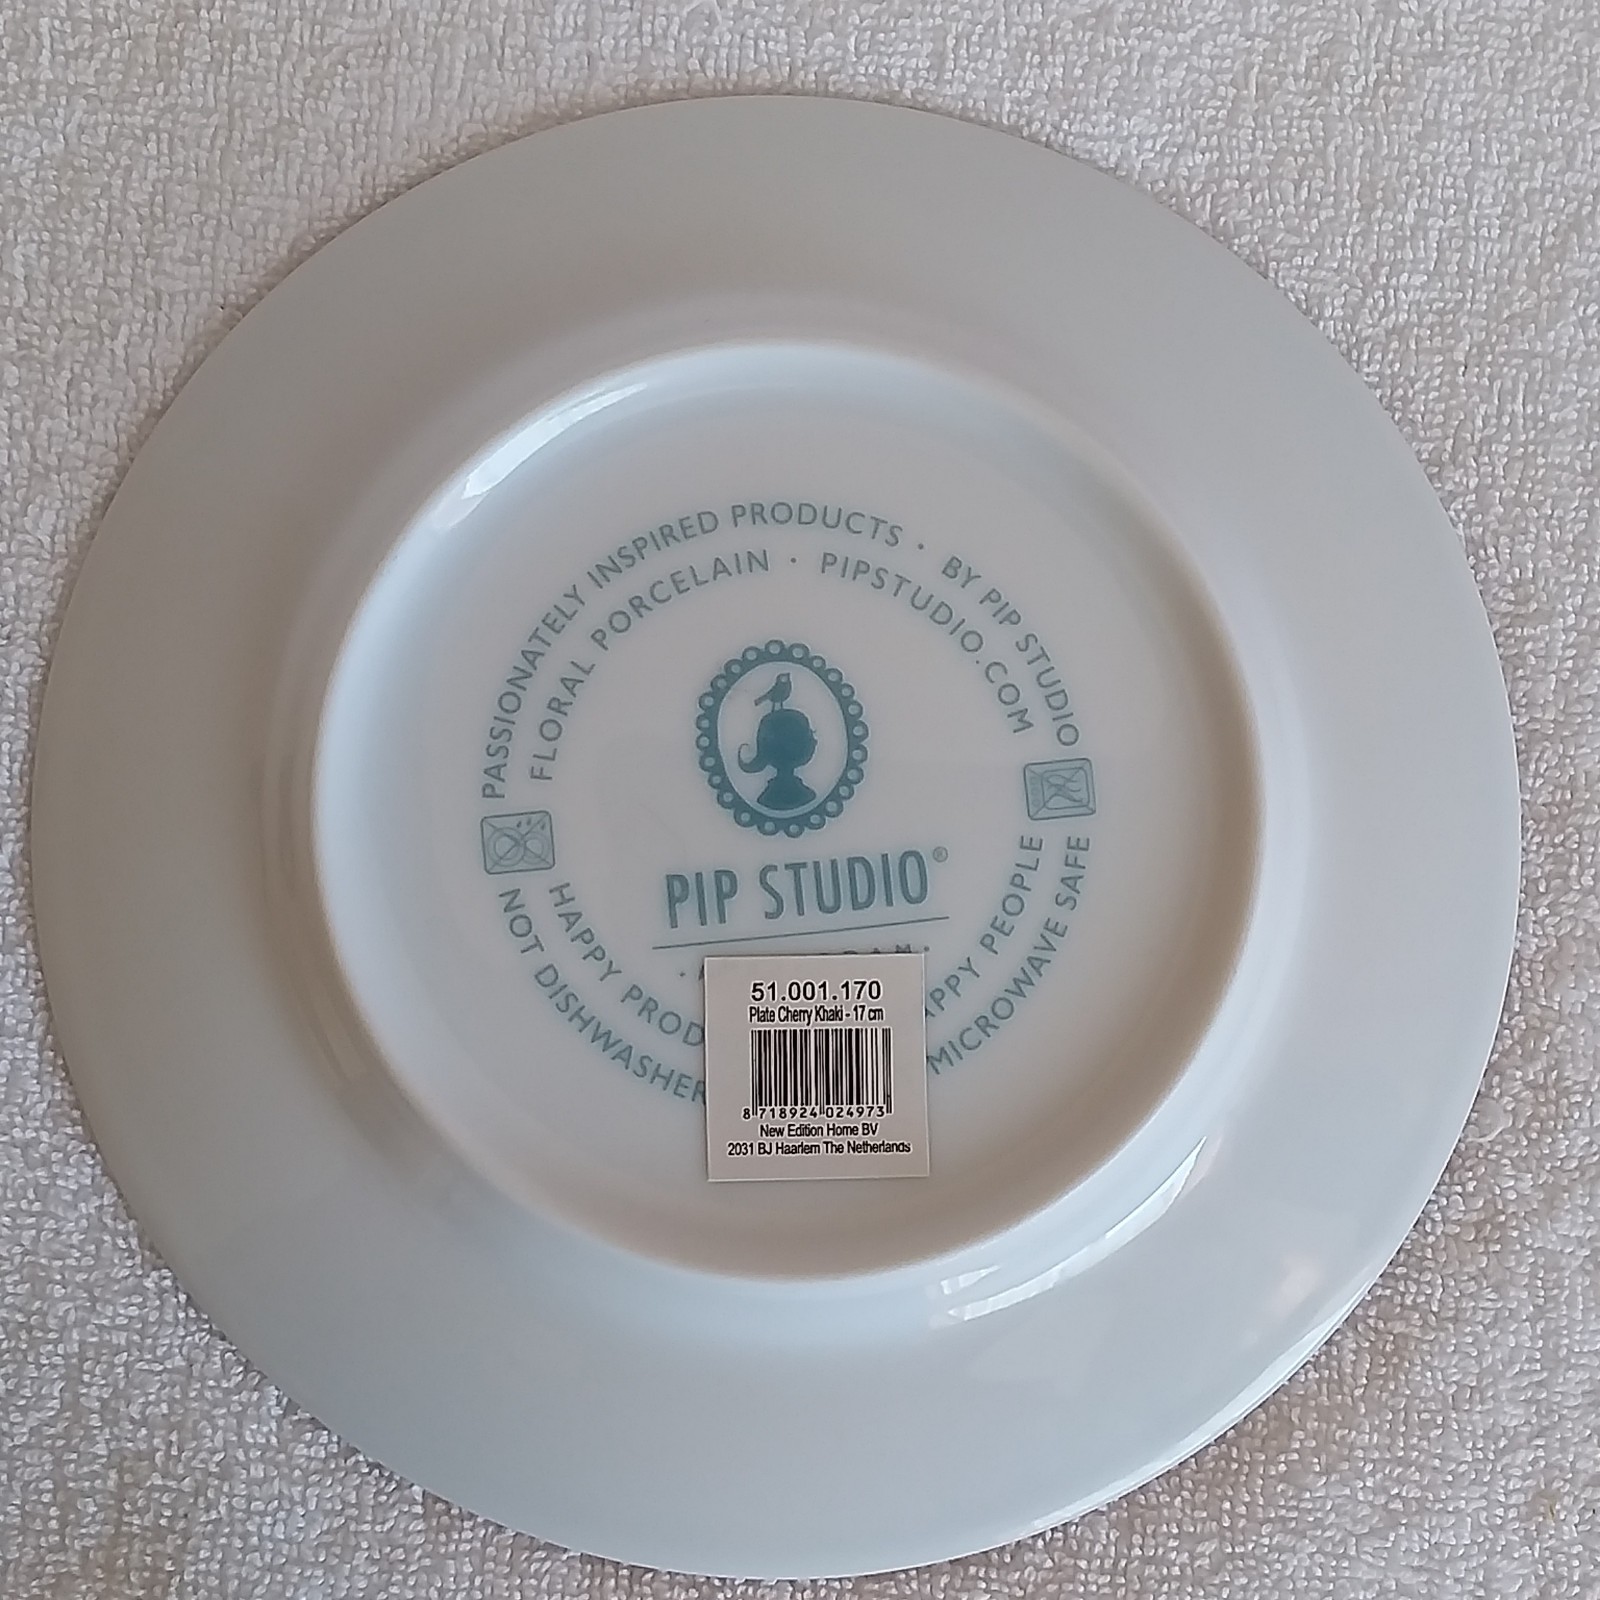 PASSIONATELY INSPIRED PRODUCTS · BY PIP STUDIO
FLORAL PORCELAIN · PIPSTUDIO.COM
PIP STUDIO®
HAPPY PROD
APPY PEOPLE
NOT DISHWASHER
MICROWAVE SAFE
51.001.170
Plate Cherry Khaki - 17 cm
8 718924 024973
New Edition Home BV
2031 BJ Haarlem The Netherlands